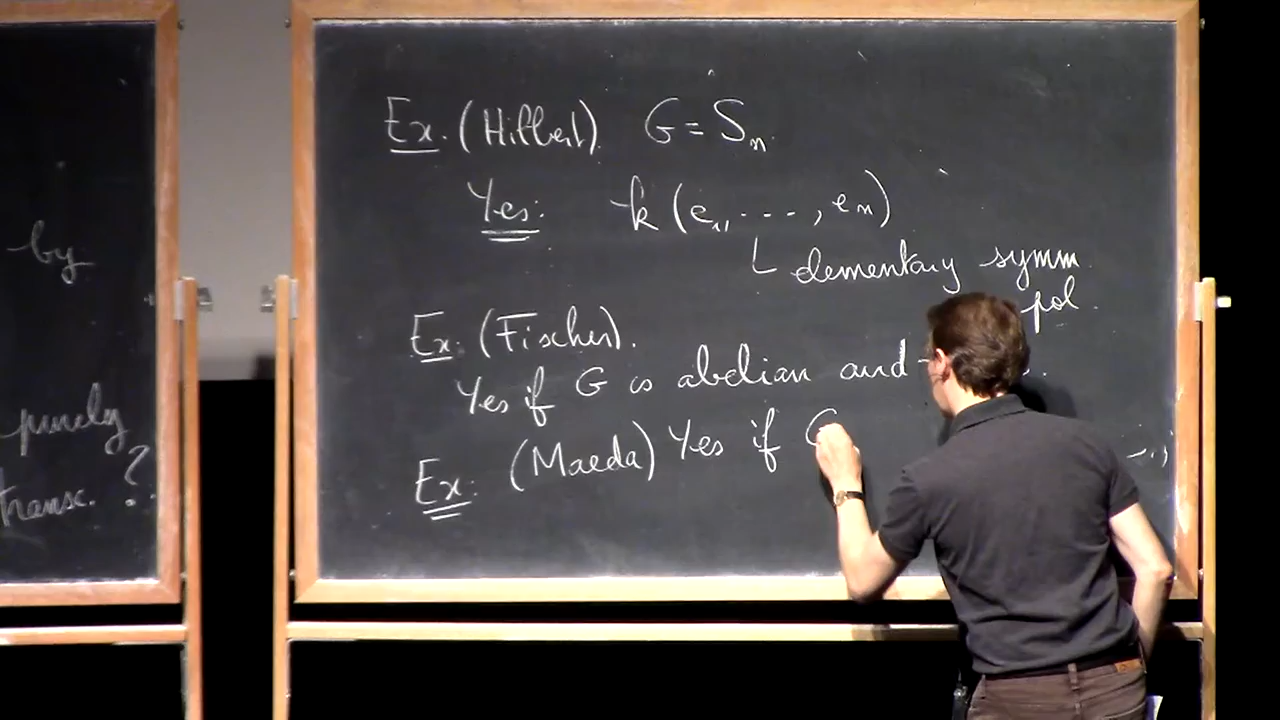 by
purely
transc. ?
Ex. (Hilbert) G = Sn.
Yes: k (e1, ..., en)
elementary symm.
pol.
Ex: (Fischer).
Yes if G is abelian and
Ex: (Maeda) Yes if G